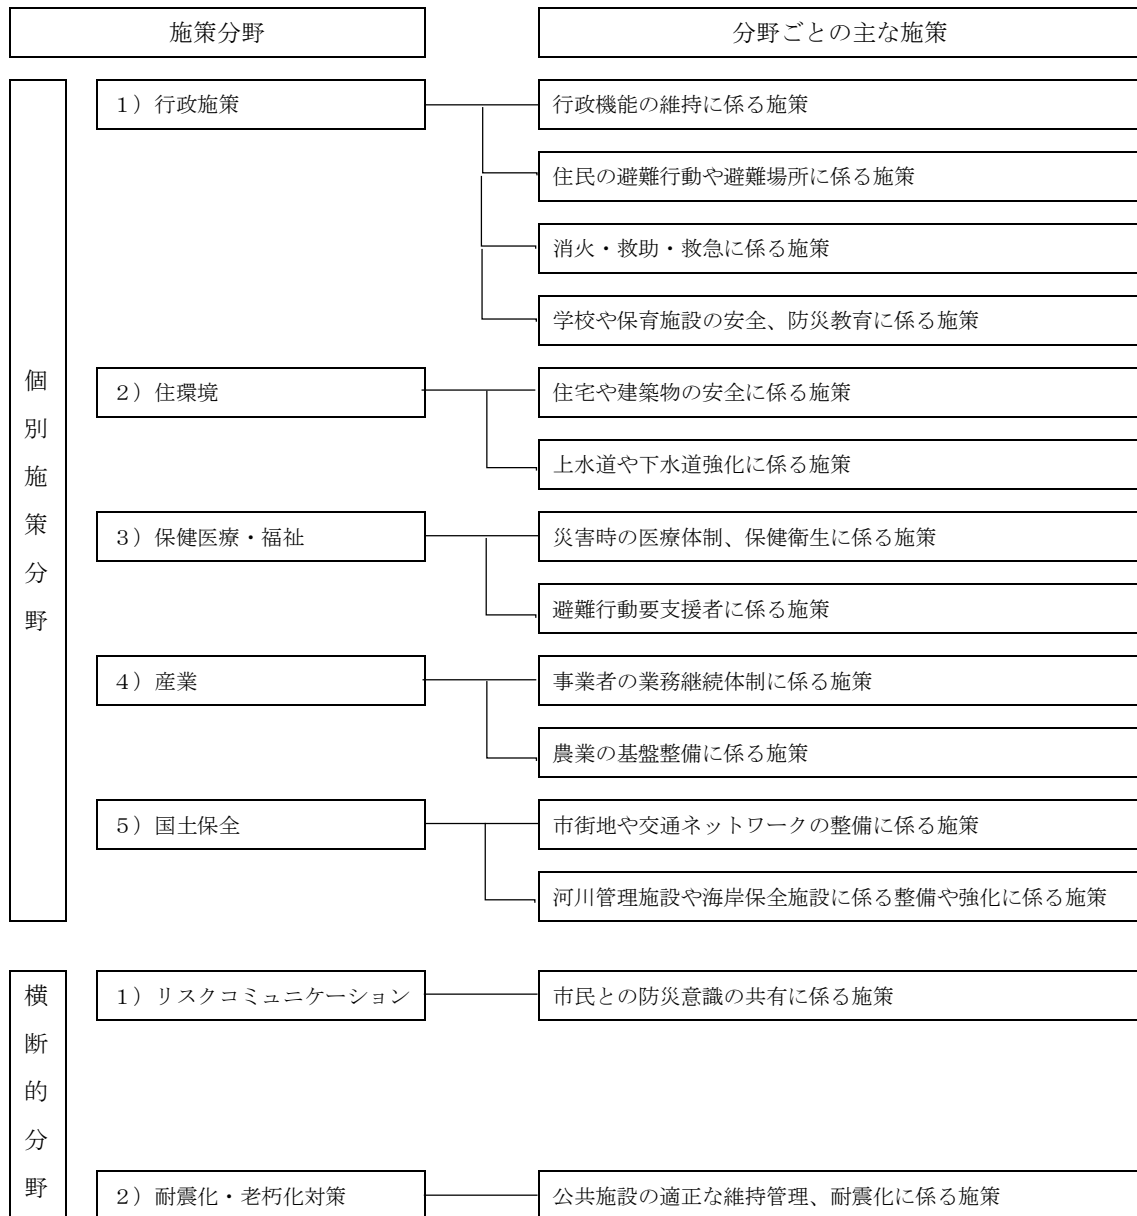 施策分野
分野ごとの主な施策
個別施策分野
1）行政施策
行政機能の維持に係る施策
住民の避難行動や避難場所に係る施策
消火・救助・救急に係る施策
学校や保育施設の安全、防災教育に係る施策
2）住環境
住宅や建築物の安全に係る施策
上水道や下水道強化に係る施策
3）保健医療・福祉
災害時の医療体制、保健衛生に係る施策
避難行動要支援者に係る施策
4）産業
事業者の業務継続体制に係る施策
農業の基盤整備に係る施策
5）国土保全
市街地や交通ネットワークの整備に係る施策
河川管理施設や海岸保全施設に係る整備や強化に係る施策
横断的分野
1）リスクコミュニケーション
市民との防災意識の共有に係る施策
2）耐震化・老朽化対策
公共施設の適正な維持管理、耐震化に係る施策